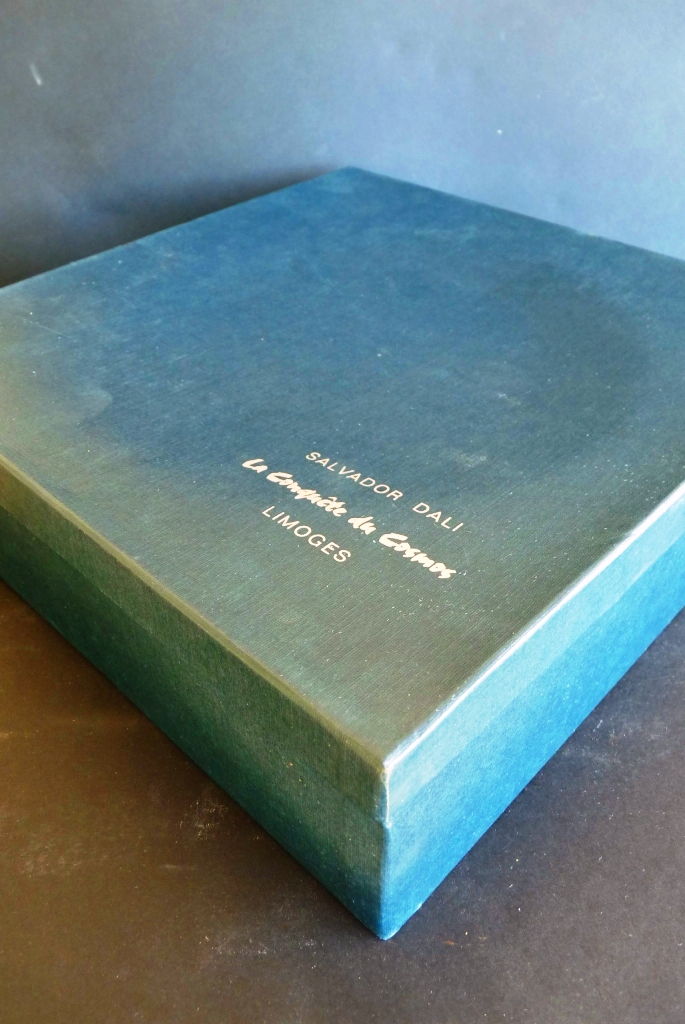 SALVADOR DALI
La Conquête du Cosmos
LIMOGES